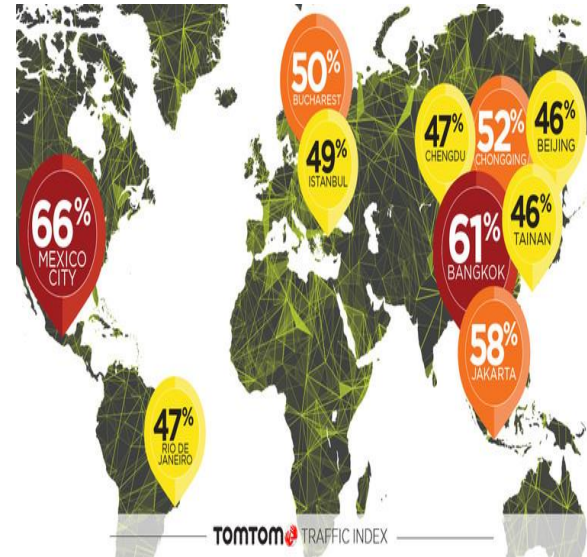 50%
BUCHAREST
49%
ISTANBUL
47%
CHENGDU
52%
CHONGQING
46%
BEIJING
66%
MEXICO
CITY
61%
BANGKOK
46%
TAINAN
58%
JAKARTA
47%
RIO DE
JANEIRO
TOMTOM TRAFFIC INDEX